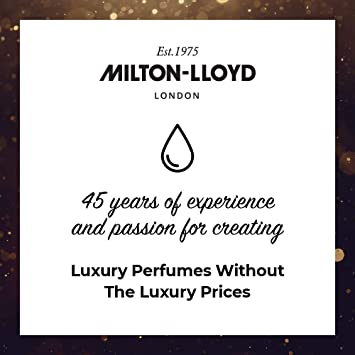 Est.1975
MILTON-LLOYD
LONDON
45 years of experience
and passion for creating
Luxury Perfumes Without
The Luxury Prices